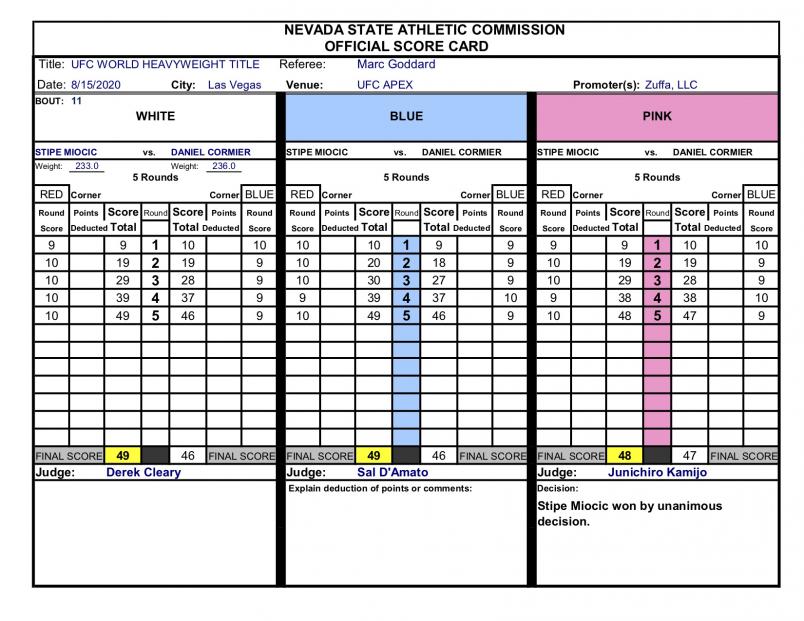 NEVADA STATE ATHLETIC COMMISSION
OFFICIAL SCORE CARD
Title: UFC WORLD HEAVYWEIGHT TITLE Referee: Marc Goddard
Date: 8/15/2020 City: Las Vegas Venue: UFC APEX Promoter(s): Zuffa, LLC
BOUT: 11
WHITE BLUE PINK
STIPE MIOCIC vs. DANIEL CORMIER STIPE MIOCIC vs. DANIEL CORMIER STIPE MIOCIC vs. DANIEL CORMIER
Weight: 233.0 Weight: 236.0
5 Rounds 5 Rounds 5 Rounds
RED Corner Corner BLUE RED Corner Corner BLUE RED Corner Corner BLUE
Round Points Score Round Score Points Round Round Points Score Round Score Points Round Round Points Score Round Score Points Round
Score Deducted Total Total Deducted Score Score Deducted Total Total Deducted Score Score Deducted Total Total Deducted Score
9 9 1 10 10 10 10 1 9 9 9 9 1 10 10
10 19 2 19 9 10 20 2 18 9 10 19 2 19 9
10 29 3 28 9 10 30 3 27 9 10 29 3 28 9
10 39 4 37 9 9 39 4 37 10 9 38 4 38 10
10 49 5 46 9 10 49 5 46 9 10 48 5 47 9
FINAL SCORE 49 46 FINAL SCORE FINAL SCORE 49 46 FINAL SCORE FINAL SCORE 48 47 FINAL SCORE
Judge: Derek Cleary Judge: Sal D'Amato Judge: Junichiro Kamijo
Explain deduction of points or comments: Decision:
Stipe Miocic won by unanimous
decision.